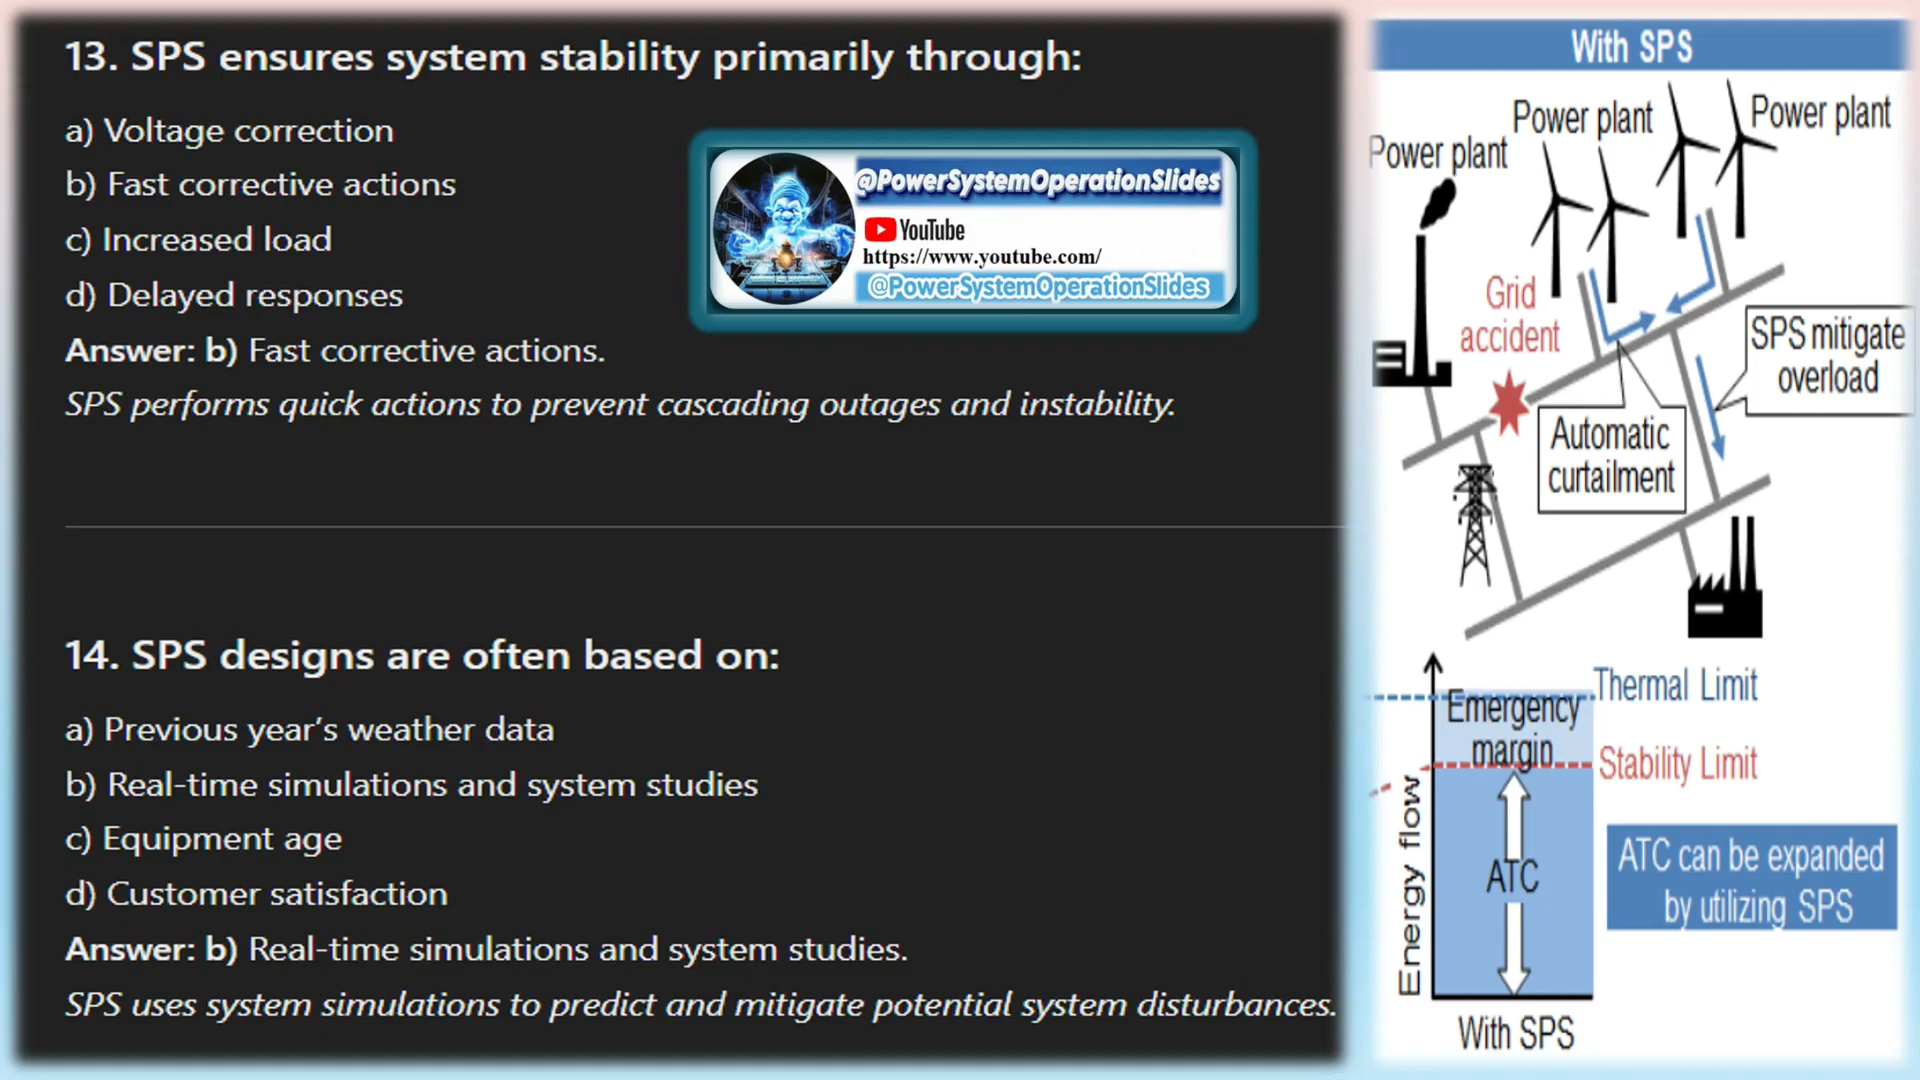 13. SPS ensures system stability primarily through:
a) Voltage correction
b) Fast corrective actions
c) Increased load
d) Delayed responses
Answer: b) Fast corrective actions.
SPS performs quick actions to prevent cascading outages and instability.
@PowerSystemOperationSlides
YouTube
https://www.youtube.com/
@PowerSystemOperationSlides
14. SPS designs are often based on:
a) Previous year's weather data
b) Real-time simulations and system studies
c) Equipment age
d) Customer satisfaction
Answer: b) Real-time simulations and system studies.
SPS uses system simulations to predict and mitigate potential system disturbances.
With SPS
Power plant
Power plant
Power plant
Grid
accident
SPS mitigate
overload
Automatic
curtailment
Thermal Limit
Emergency
margin
Stability Limit
Energy flow
ATC
ATC can be expanded
by utilizing SPS
With SPS